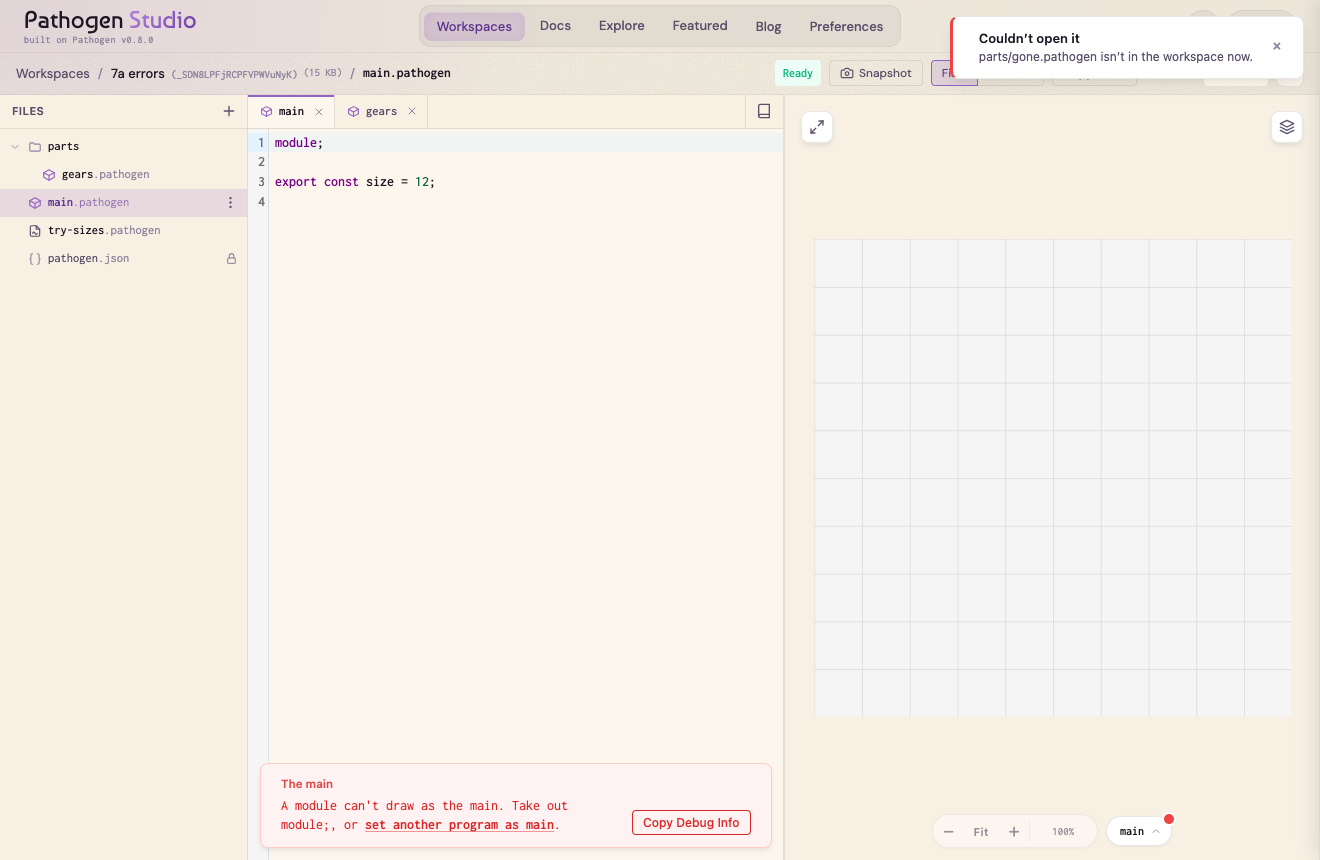 Pathogen Studio
built on Pathogen v0.8.0
Workspaces
Docs
Explore
Featured
Blog
Preferences
Couldn’t open it
parts/gone.pathogen isn’t in the workspace now.
Workspaces / 7a errors (_SDN8LPFjRCPFVPWVuNyK) (15 KB) / main.pathogen
Ready
Snapshot
FILES
main
gears
parts
gears.pathogen
main.pathogen
try-sizes.pathogen
pathogen.json
1 module;
2
3 export const size = 12;
4
The main
A module can't draw as the main. Take out
module;, or set another program as main.
Copy Debug Info
Fit
100%
main